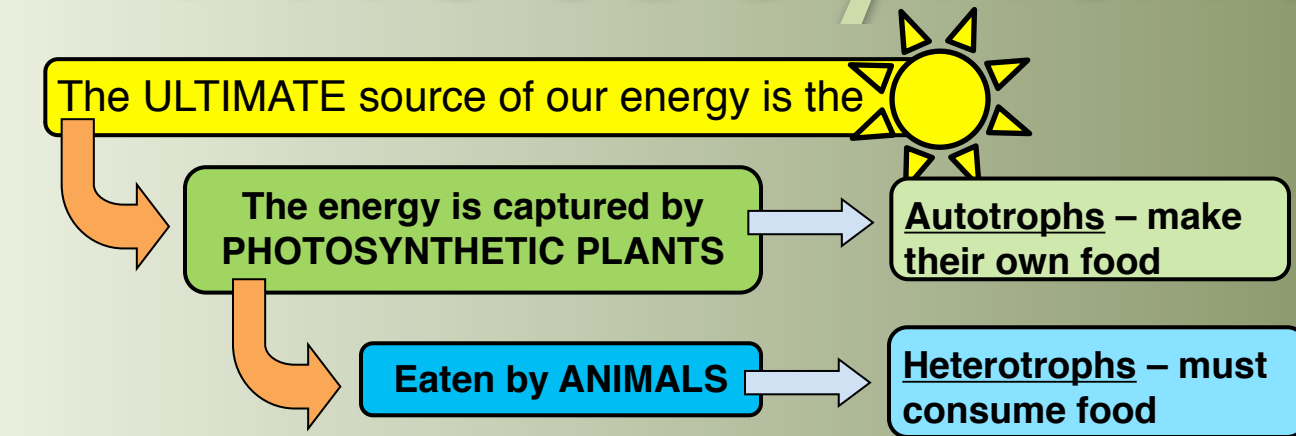 The ULTIMATE source of our energy is the
The energy is captured by
PHOTOSYNTHETIC PLANTS
Autotrophs – make
their own food
Eaten by ANIMALS
Heterotrophs – must
consume food